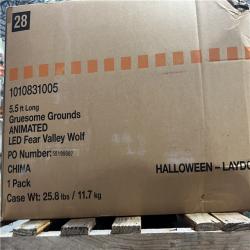 28
1010831005
5.5 ft Long
Gruesome Grounds
ANIMATED
LED Fear Valley Wolf
PO Number:
CHINA
HALLOWEEN – LAYDO
1 Pack
Case Wt: 25.8 lbs / 11.7 kg